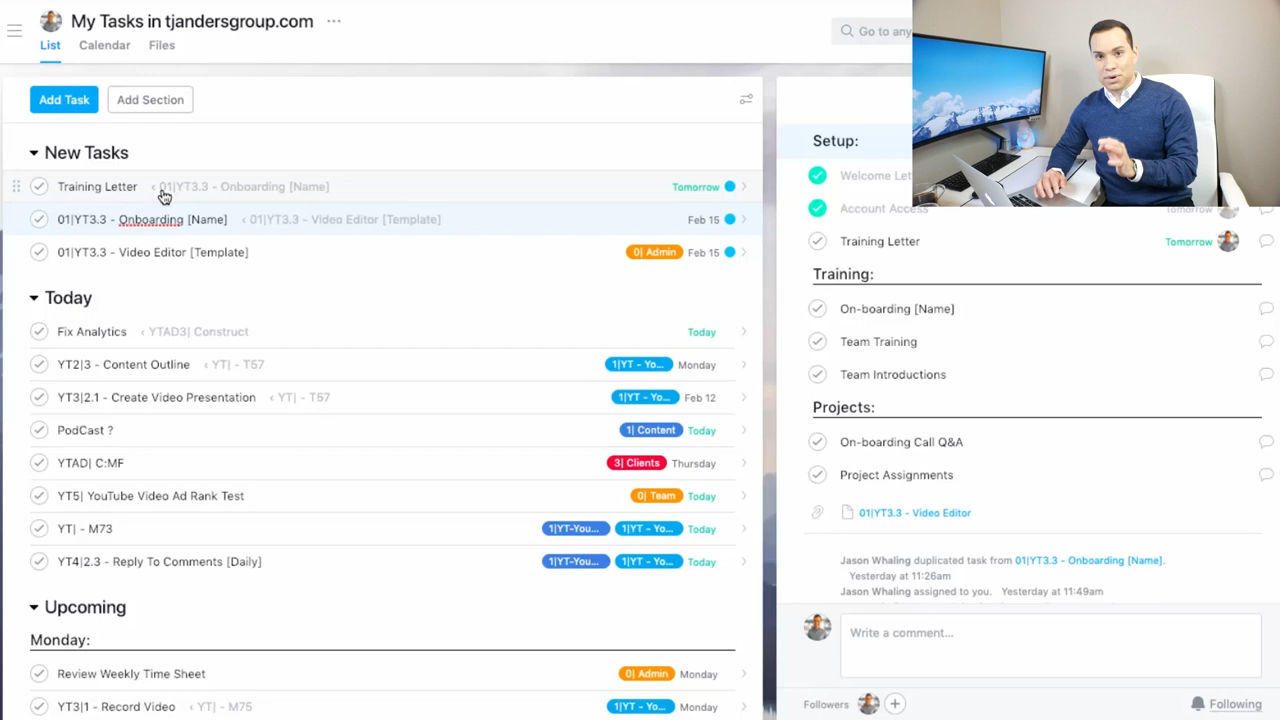 My Tasks in tjandersgroup.com ...
List Calendar Files
Go to any
Add Task Add Section
New Tasks
Training Letter ‹ 01|YT3.3 - Onboarding [Name] Tomorrow
01|YT3.3 - Onboarding [Name] ‹ 01|YT3.3 - Video Editor [Template] Feb 15
01|YT3.3 - Video Editor [Template] 0| Admin Feb 15
Today
Fix Analytics ‹ YTAD3| Construct Today
YT2|3 - Content Outline ‹ YT| - T57 1|YT - Yo... Monday
YT3|2.1 - Create Video Presentation ‹ YT| - T57 1|YT - Yo... Feb 12
PodCast ? 1| Content Today
YTAD| C:MF 3| Clients Thursday
YT5| YouTube Video Ad Rank Test 0| Team Today
YT| - M73 1|YT-You... 1|YT - Yo... Today
YT4|2.3 - Reply To Comments [Daily] 1|YT-You... 1|YT - Yo... Today
Upcoming
Monday:
Review Weekly Time Sheet 0| Admin Monday
YT3|1 - Record Video ‹ YT| - M75 1|YT - Yo... Monday
Setup:
Welcome Let
Account Access Tomorrow
Training Letter Tomorrow
Training:
On-boarding [Name]
Team Training
Team Introductions
Projects:
On-boarding Call Q&A
Project Assignments
01|YT3.3 - Video Editor
Jason Whaling duplicated task from 01|YT3.3 - Onboarding [Name].
Yesterday at 11:26am
Jason Whaling assigned to you. Yesterday at 11:49am
Write a comment...
Followers Following